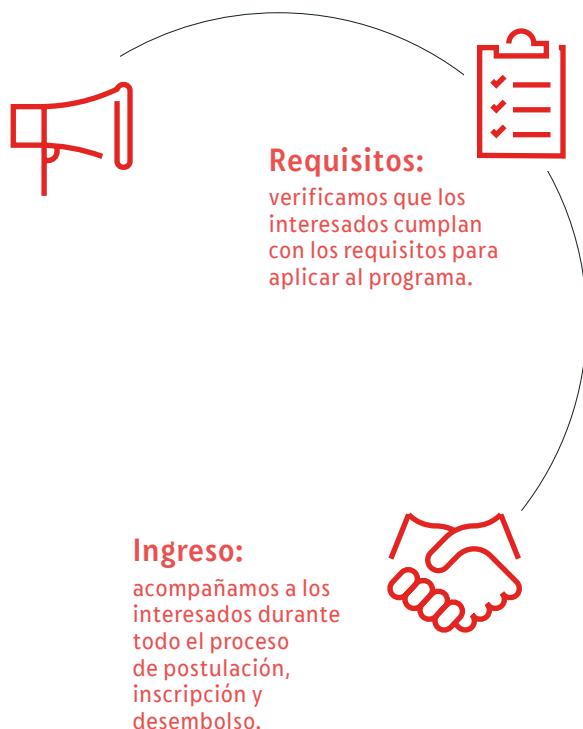 Requisitos:
verificamos que los
interesados cumplan
con los requisitos para
aplicar al programa.
Ingreso:
acompañamos a los
interesados durante
todo el proceso
de postulación,
inscripción y
desembolso.